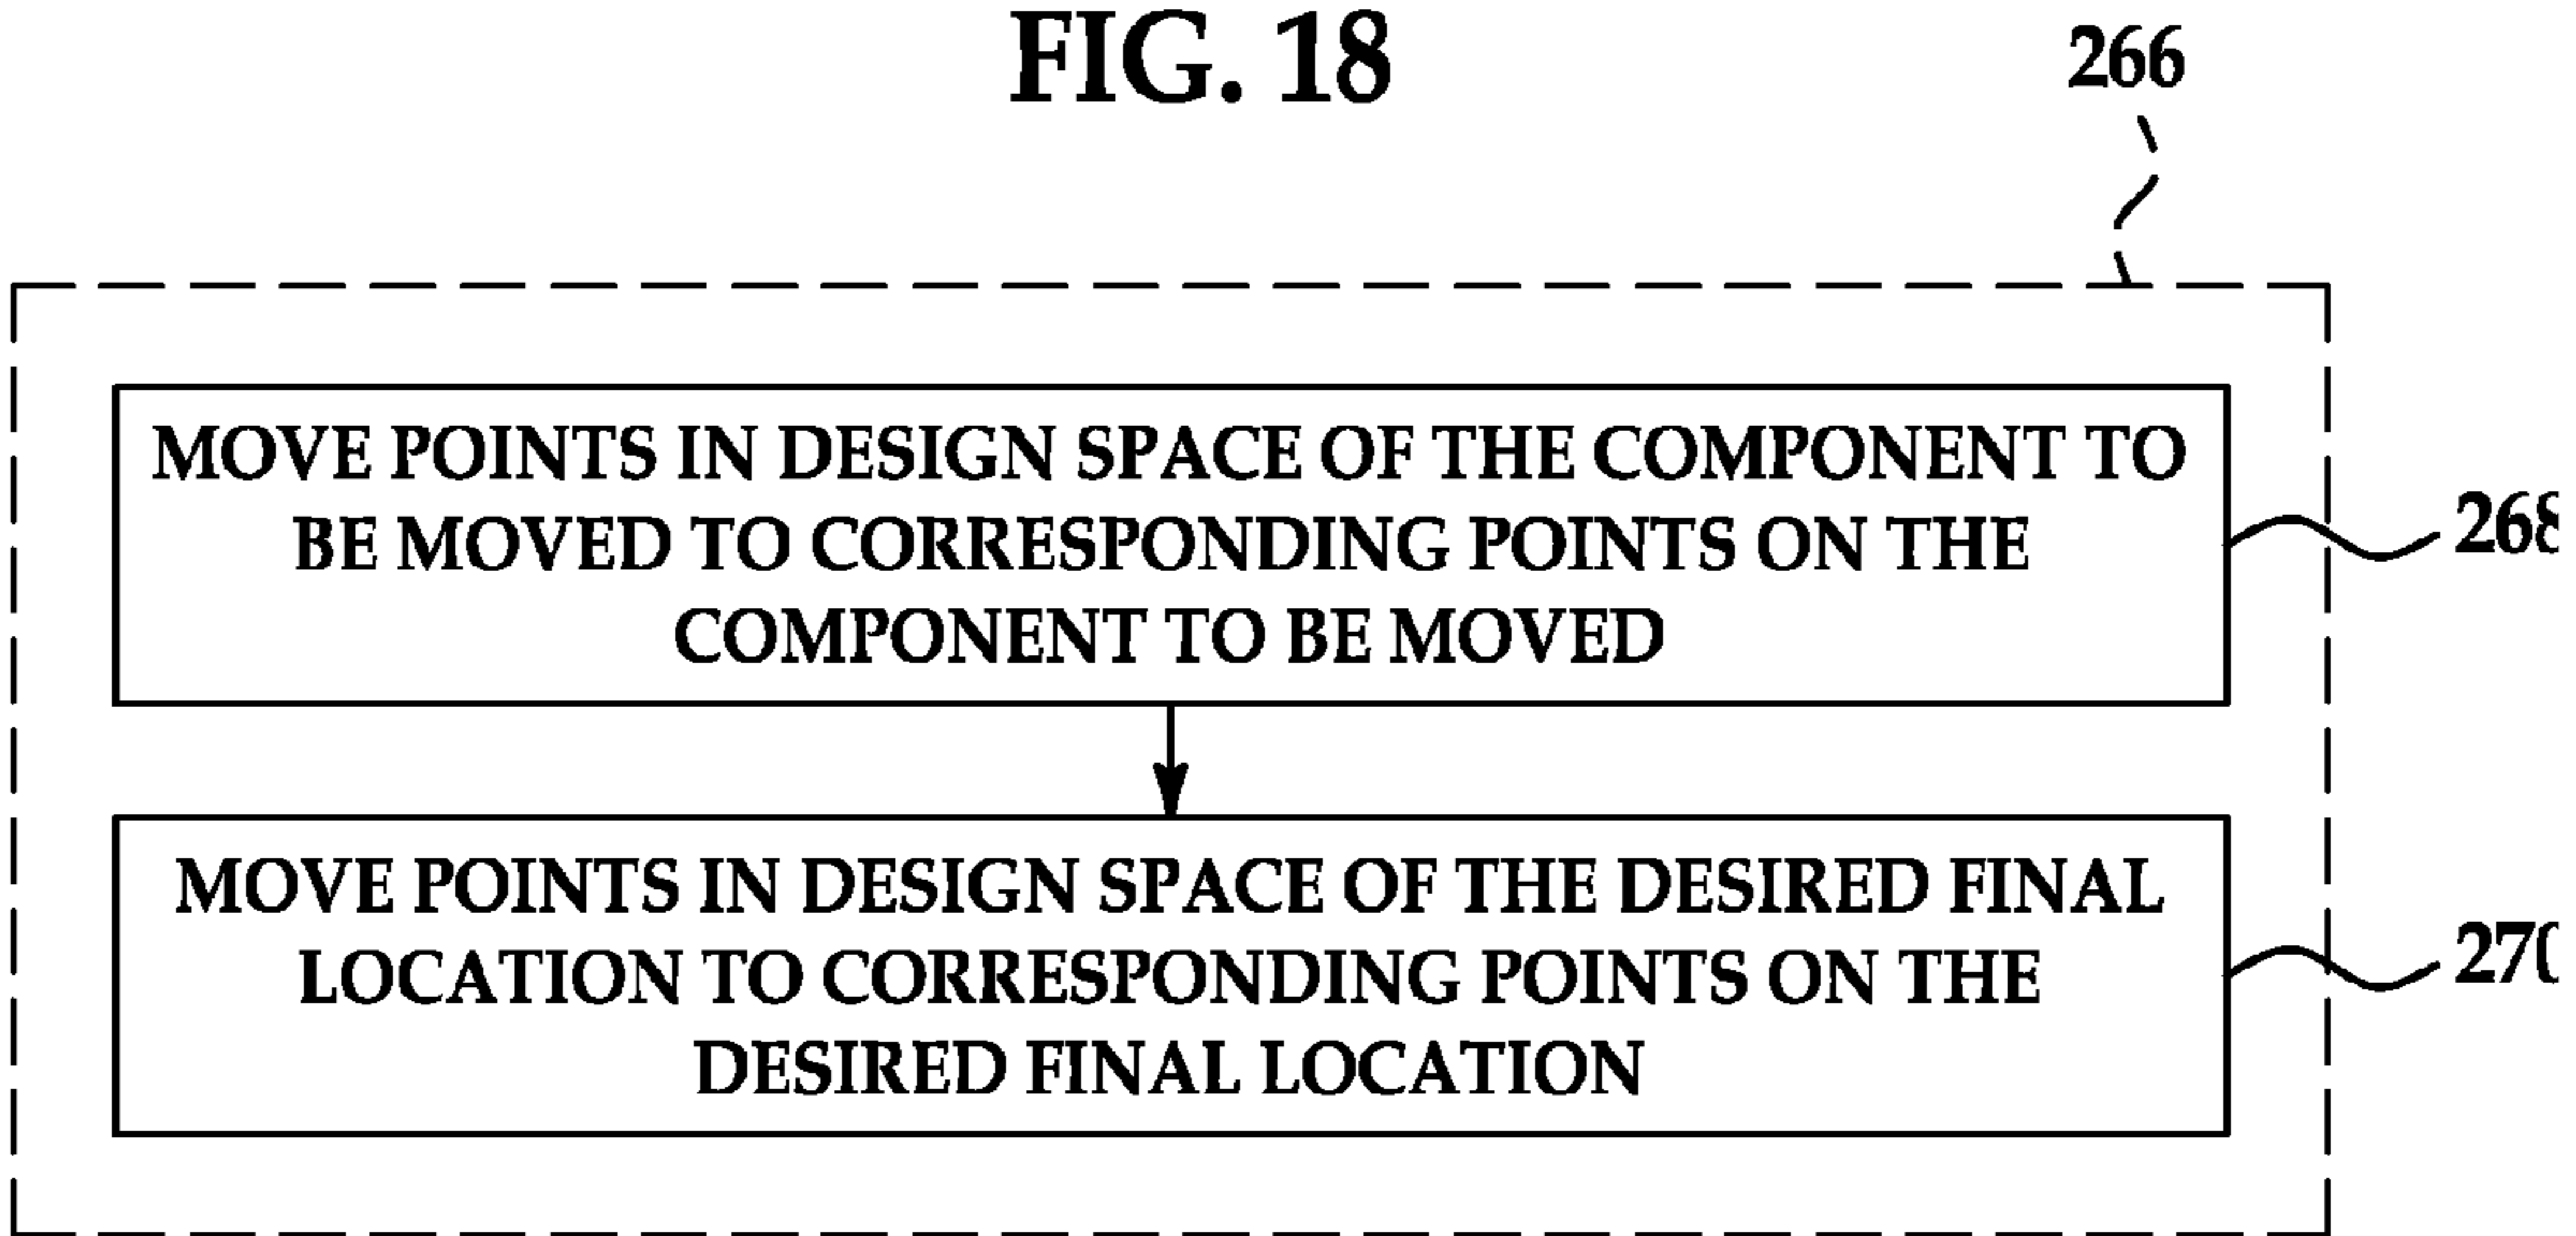 FIG. 18
266
MOVE POINTS IN DESIGN SPACE OF THE COMPONENT TO
BE MOVED TO CORRESPONDING POINTS ON THE
COMPONENT TO BE MOVED
268
MOVE POINTS IN DESIGN SPACE OF THE DESIRED FINAL
LOCATION TO CORRESPONDING POINTS ON THE
DESIRED FINAL LOCATION
270